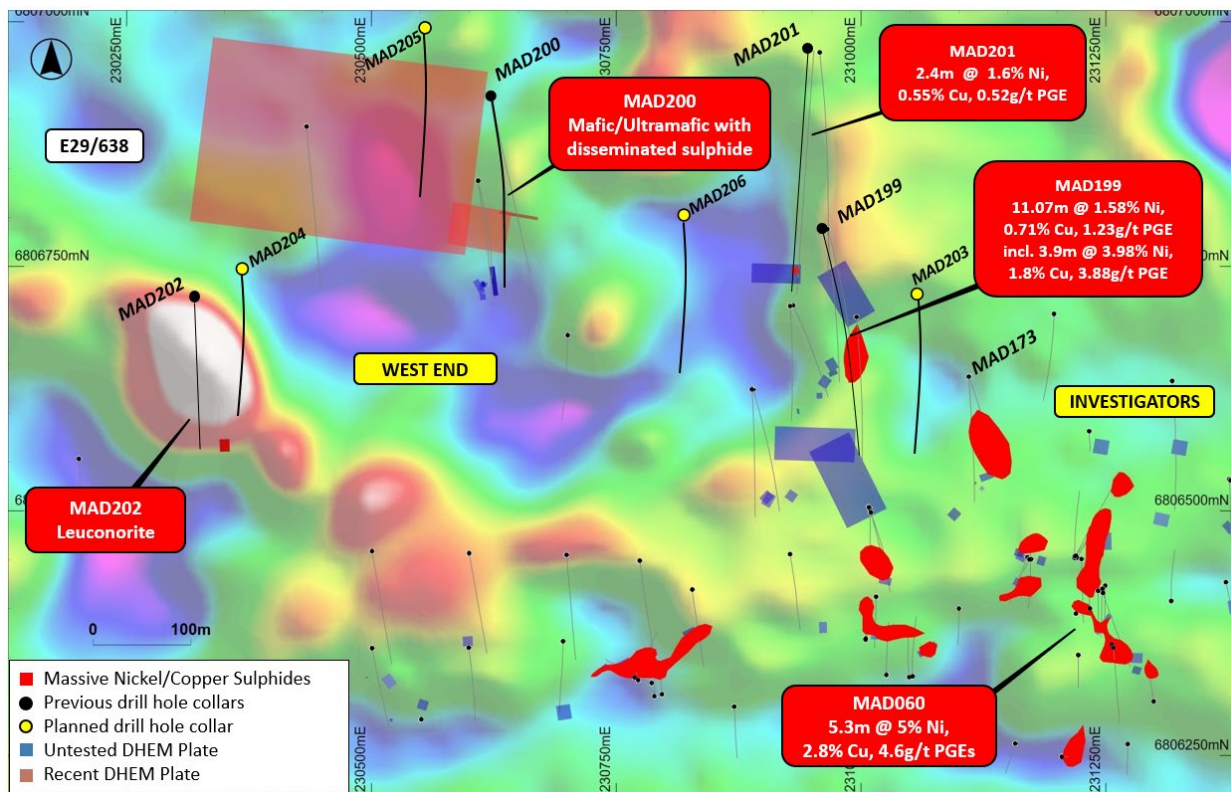 6807000mN
6807000mN
230250mE
230500mE
230750mE
231000mE
231250mE
MAD205
MAD200
MAD201
MAD201
2.4m @ 1.6% Ni,
0.55% Cu, 0.52g/t PGE
MAD200
Mafic/Ultramafic with
disseminated sulphide
E29/638
MAD206
MAD199
MAD199
11.07m @ 1.58% Ni,
0.71% Cu, 1.23g/t PGE
incl. 3.9m @ 3.98% Ni,
1.8% Cu, 3.88g/t PGE
6806750mN
MAD204
MAD203
MAD202
WEST END
MAD173
INVESTIGATORS
6806500mN
MAD202
Leuconorite
0 100m
Massive Nickel/Copper Sulphides
Previous drill hole collars
Planned drill hole collar
Untested DHEM Plate
Recent DHEM Plate
MAD060
5.3m @ 5% Ni,
2.8% Cu, 4.6g/t PGEs
230500mE
230750mE
231250mE
6806250mN